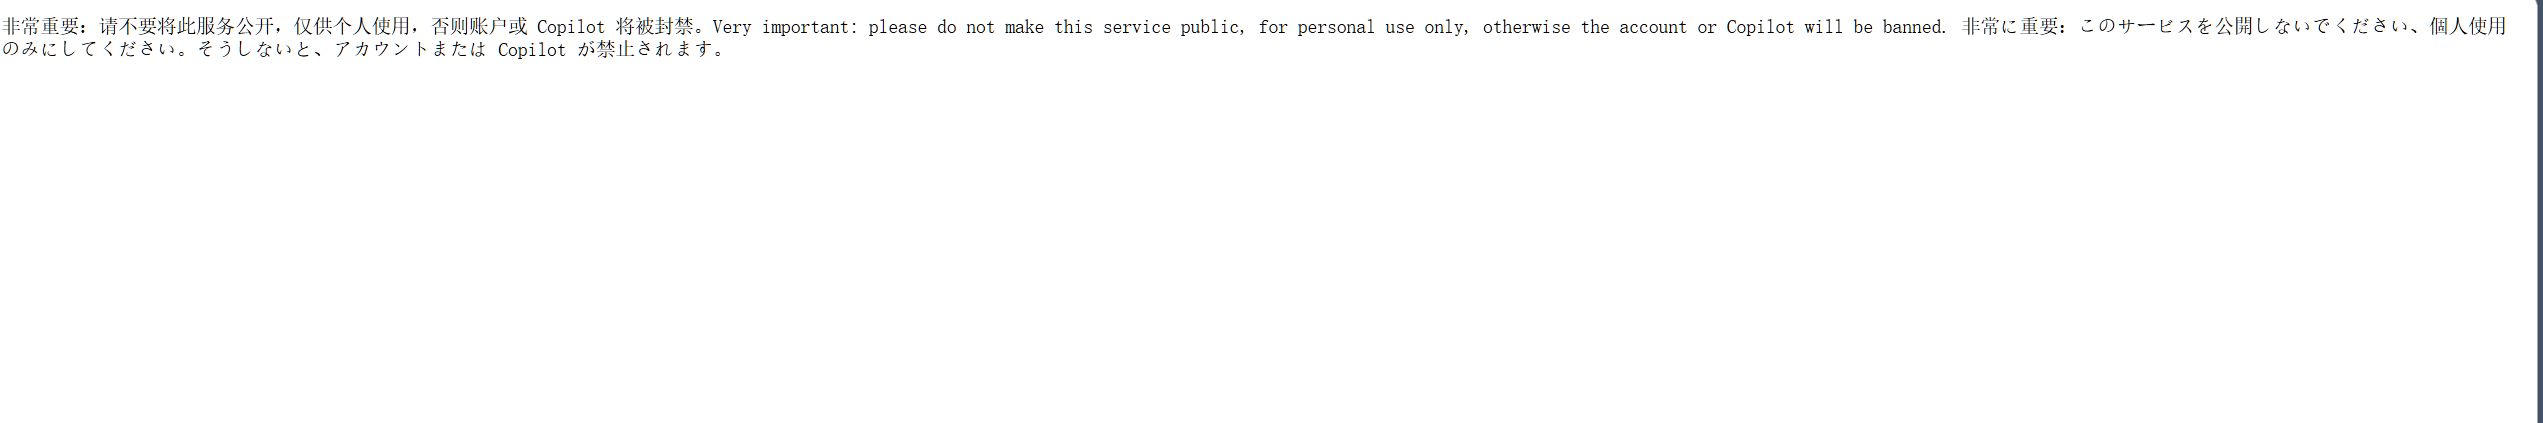 非常重要：请不要将此服务公开，仅供个人使用，否则账户或 Copilot 将被封禁。Very important: please do not make this service public, for personal use only, otherwise the account or Copilot will be banned. 非常に重要：このサービスを公開しないでください、個人使用
のみにしてください。そうしないと、アカウントまたは Copilot が禁止されます。